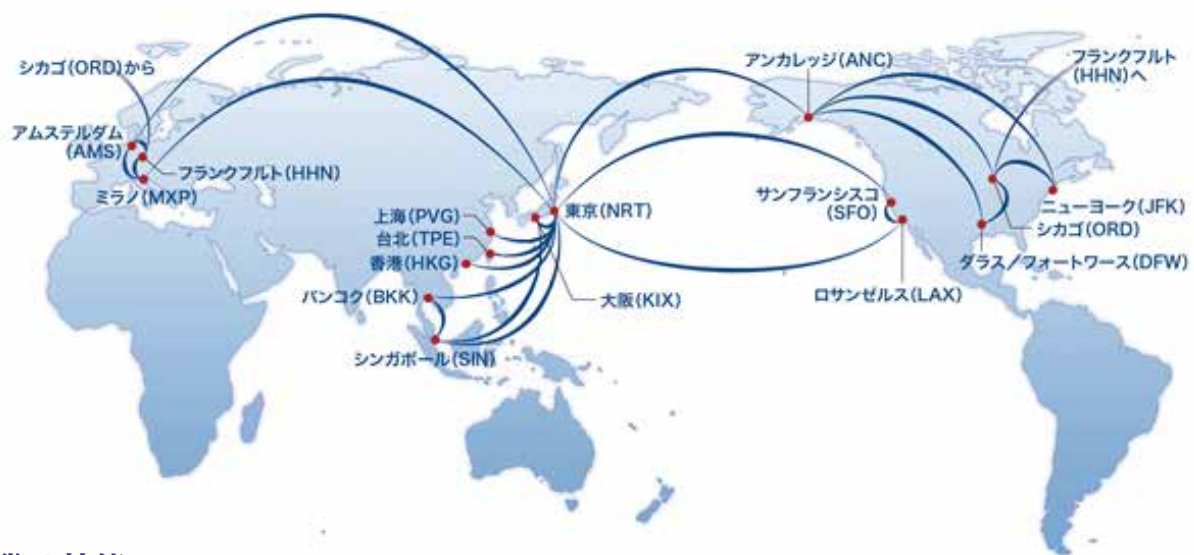 シカゴ(ORD)から
アムステルダム
(AMS)
フランクフルト(HHN)
ミラノ(MXP)
上海(PVG)
台北(TPE)
香港(HKG)
バンコク(BKK)
シンガポール(SIN)
東京(NRT)
大阪(KIX)
アンカレッジ(ANC)
フランクフルト
(HHN)へ
サンフランシスコ
(SFO)
ニューヨーク(JFK)
シカゴ(ORD)
ダラス／フォートワース(DFW)
ロサンゼルス(LAX)